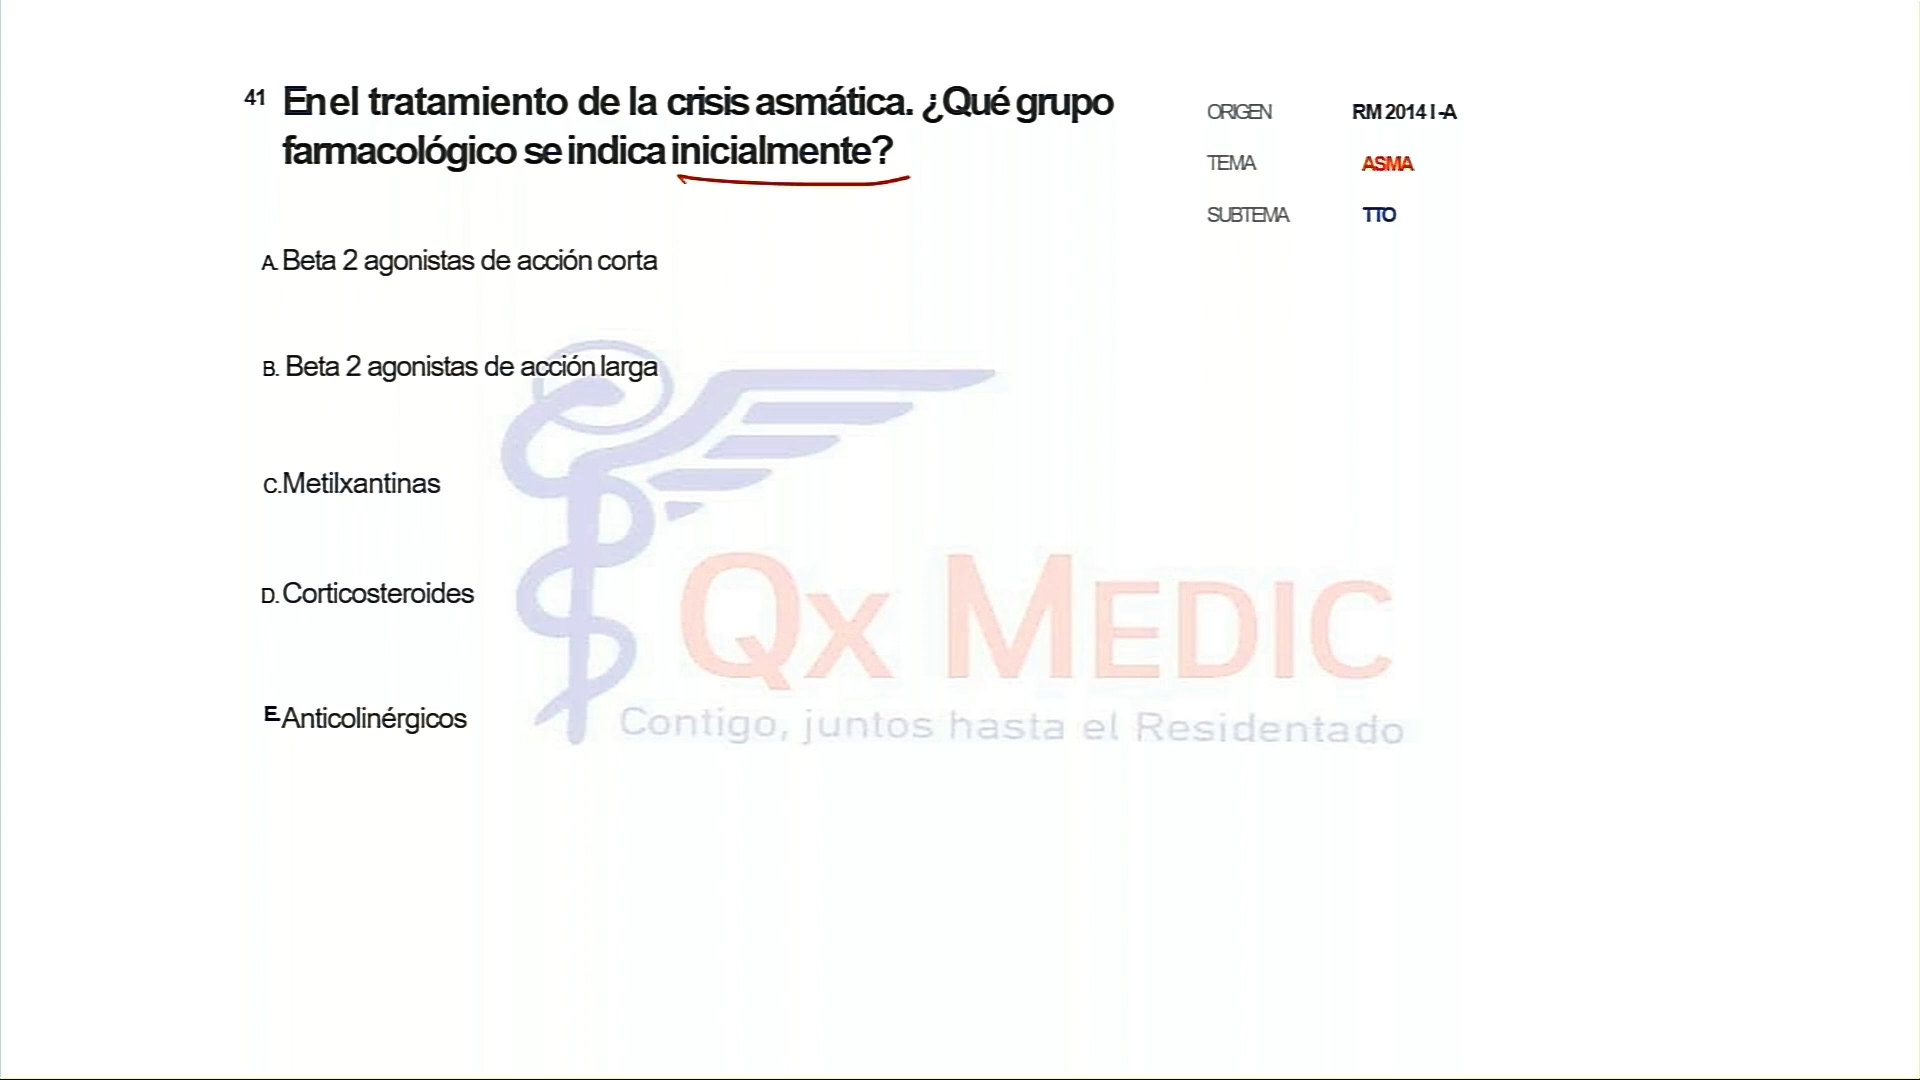 41 En el tratamiento de la crisis asmática. ¿Qué grupo
farmacológico se indica inicialmente?
ORIGEN RM 2014 I-A
TEMA ASMA
SUBTEMA TTO
A. Beta 2 agonistas de acción corta
B. Beta 2 agonistas de acción larga
C. Metilxantinas
D. Corticosteroides
E. Anticolinérgicos
Qx MEDIC
Contigo, juntos hasta el Residentado